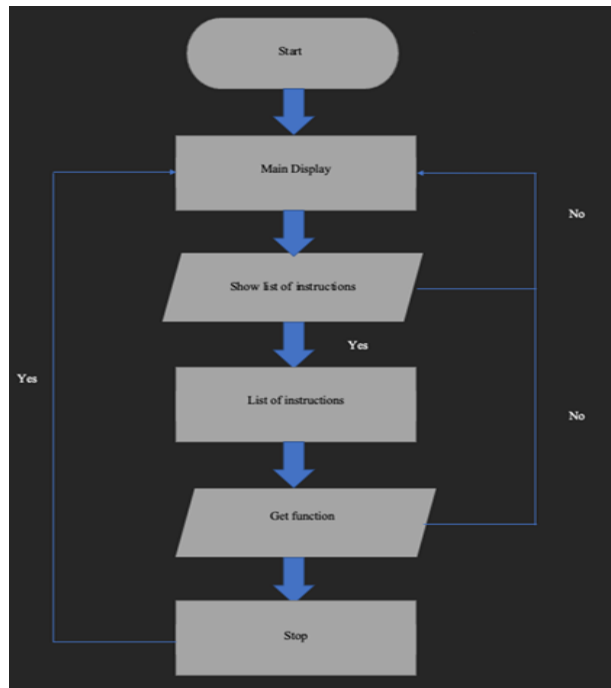 Start
Main Display
No
Show list of instructions
Yes
Yes
List of instructions
No
Get function
Stop